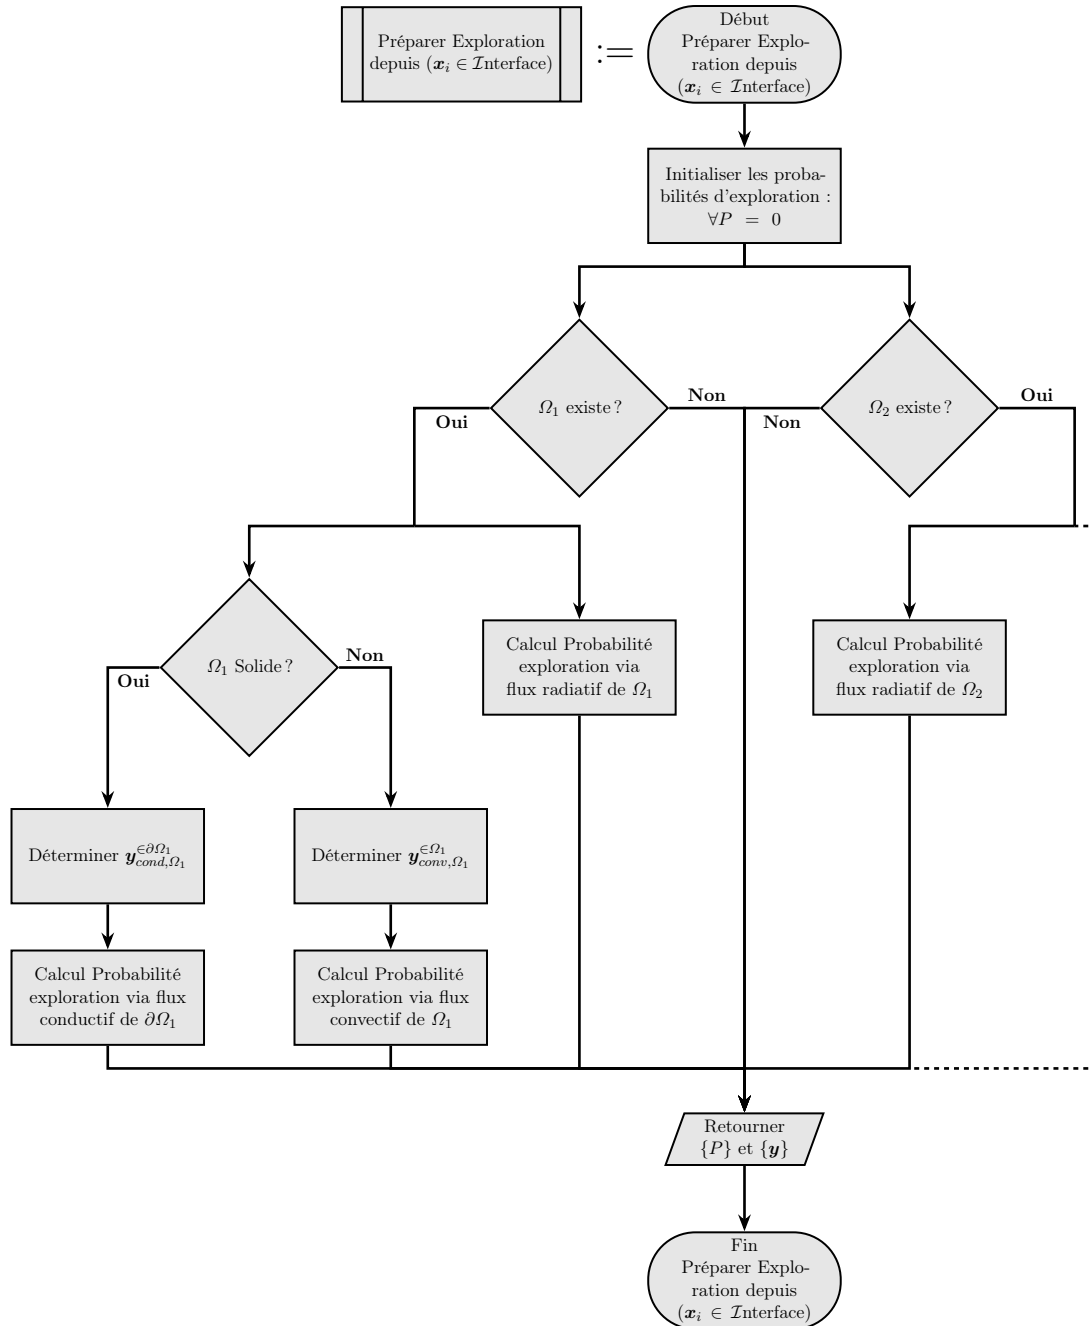 Préparer Exploration
depuis (𝒙ᵢ ∈ ℐnterface)
:=
Début
Préparer Explo-
ration depuis
(𝒙ᵢ ∈ ℐnterface)
Initialiser les proba-
bilités d'exploration :
∀P = 0
Ω₁ existe ?
Non
Oui
Ω₂ existe ?
Oui
Non
Ω₁ Solide ?
Non
Oui
Calcul Probabilité
exploration via
flux radiatif de Ω₁
Calcul Probabilité
exploration via
flux radiatif de Ω₂
Déterminer 𝒚_{cond,Ω₁}^{∈∂Ω₁}
Déterminer 𝒚_{conv,Ω₁}^{∈Ω₁}
Calcul Probabilité
exploration via flux
conductif de ∂Ω₁
Calcul Probabilité
exploration via flux
convectif de Ω₁
Retourner
{P} et {𝒚}
Fin
Préparer Explo-
ration depuis
(𝒙ᵢ ∈ ℐnterface)